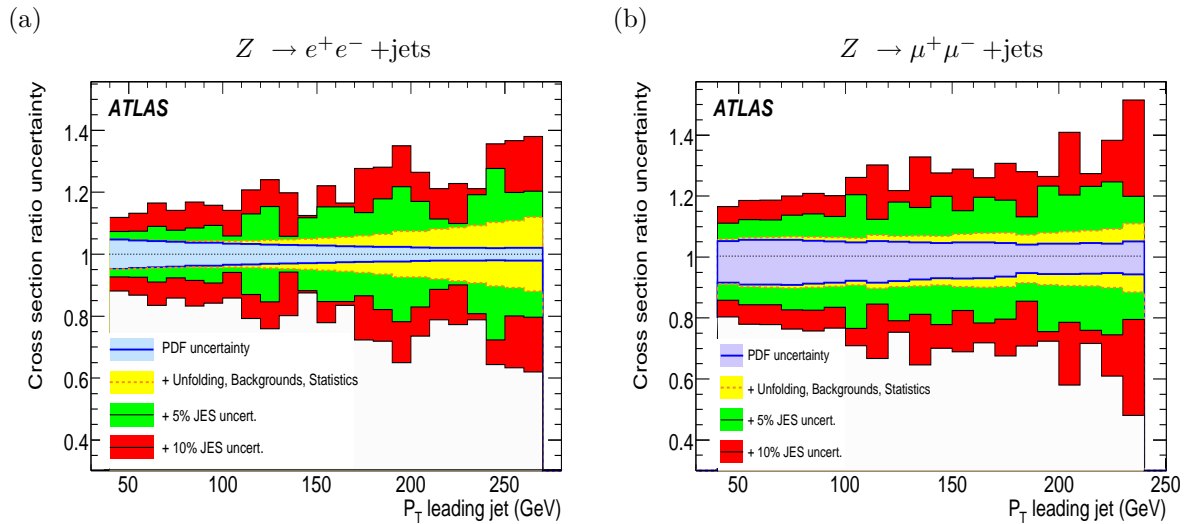 (a)
Z → e⁺e⁻ +jets
Cross section ratio uncertainty
ATLAS
1.4
1.2
1
0.8
0.6
0.4
PDF uncertainty
+ Unfolding, Backgrounds, Statistics
+ 5% JES uncert.
+ 10% JES uncert.
50 100 150 200 250
P_T leading jet (GeV)
(b)
Z → μ⁺μ⁻ +jets
Cross section ratio uncertainty
ATLAS
1.4
1.2
1
0.8
0.6
0.4
PDF uncertainty
+ Unfolding, Backgrounds, Statistics
+ 5% JES uncert.
+ 10% JES uncert.
50 100 150 200 250
P_T leading jet (GeV)